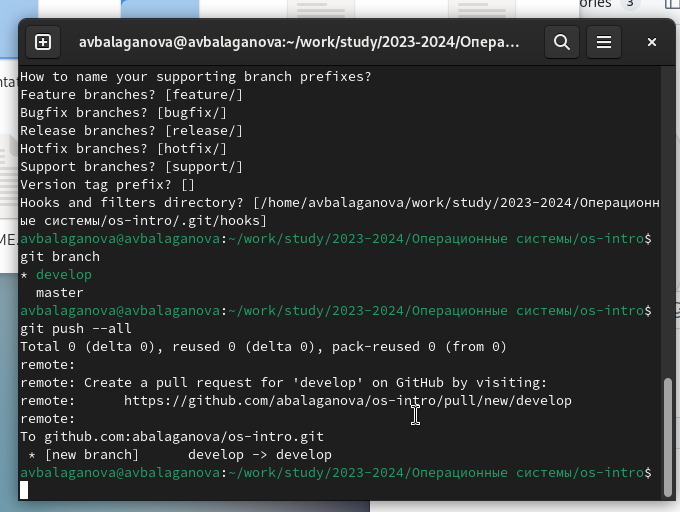 ories 3
avbalaganova@avbalaganova:~/work/study/2023-2024/Опера...
How to name your supporting branch prefixes?
Feature branches? [feature/]
Bugfix branches? [bugfix/]
Release branches? [release/]
Hotfix branches? [hotfix/]
Support branches? [support/]
Version tag prefix? []
Hooks and filters directory? [/home/avbalaganova/work/study/2023-2024/Операционн
ые системы/os-intro/.git/hooks]
avbalaganova@avbalaganova:~/work/study/2023-2024/Операционные системы/os-intro$
git branch
* develop
  master
avbalaganova@avbalaganova:~/work/study/2023-2024/Операционные системы/os-intro$
git push --all
Total 0 (delta 0), reused 0 (delta 0), pack-reused 0 (from 0)
remote:
remote: Create a pull request for 'develop' on GitHub by visiting:
remote:      https://github.com/abalaganova/os-intro/pull/new/develop
remote:
To github.com:abalaganova/os-intro.git
 * [new branch]      develop -> develop
avbalaganova@avbalaganova:~/work/study/2023-2024/Операционные системы/os-intro$